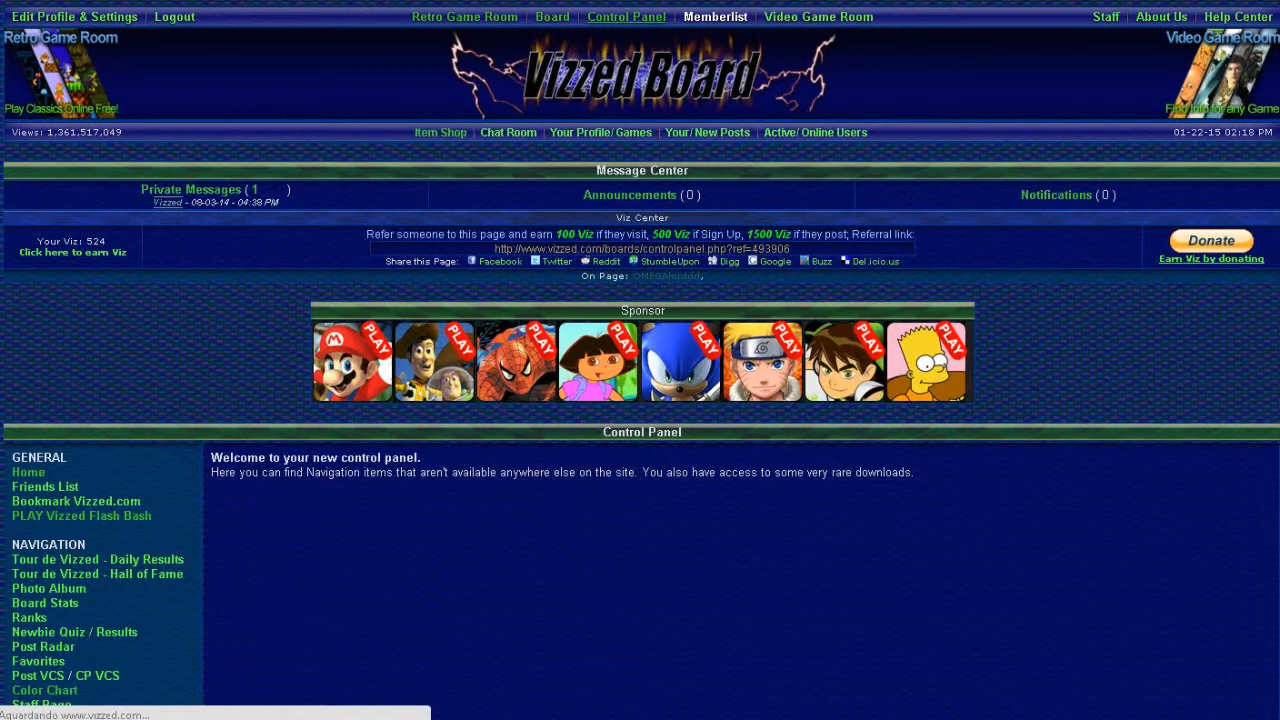 Edit Profile & Settings | Logout
Retro Game Room | Board | Control Panel | Memberlist | Video Game Room
Staff | About Us | Help Center
Retro Game Room
Play Classics Online Free!
Vizzed Board
Video Game Room
Find Info for any Game
Views: 1,361,517,049
Item Shop | Chat Room | Your Profile/Games | Your/New Posts | Active/Online Users
01-22-15 02:18 PM
Message Center
Private Messages ( 1 )
Vizzed - 08-03-14 - 04:38 PM
Announcements ( 0 )
Notifications ( 0 )
Viz Center
Your Viz: 524
Click here to earn Viz
Refer someone to this page and earn 100 Viz if they visit, 500 Viz if Sign Up, 1500 Viz if they post; Referral link:
http://www.vizzed.com/boards/controlpanel.php?ref=493906
Share this Page: Facebook Twitter Reddit StumbleUpon Digg Google Buzz Del.icio.us
Donate
Earn Viz by donating
On Page:
Sponsor
PLAY PLAY PLAY PLAY PLAY PLAY PLAY PLAY
Control Panel
GENERAL
Home
Friends List
Bookmark Vizzed.com
PLAY Vizzed Flash Bash
Welcome to your new control panel.
Here you can find Navigation items that aren't available anywhere else on the site. You also have access to some very rare downloads.
NAVIGATION
Tour de Vizzed - Daily Results
Tour de Vizzed - Hall of Fame
Photo Album
Board Stats
Ranks
Newbie Quiz / Results
Post Radar
Favorites
Post VCS / CP VCS
Color Chart
Staff Page
Aguardando www.vizzed.com...